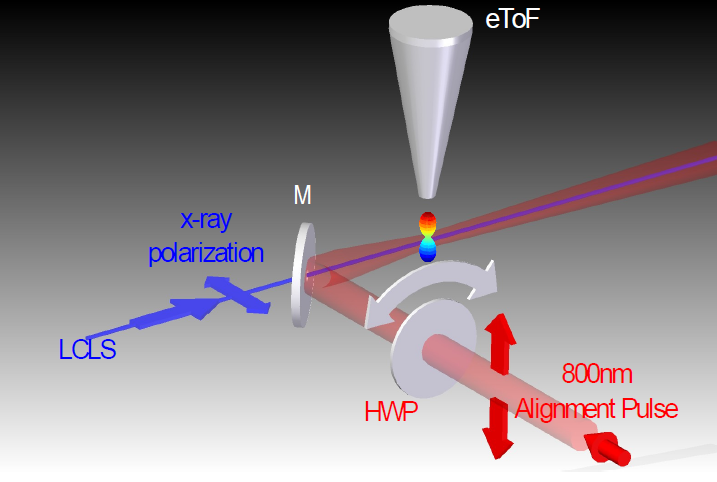 eToF
M
x-ray
polarization
LCLS
800nm
HWP
Alignment Pulse